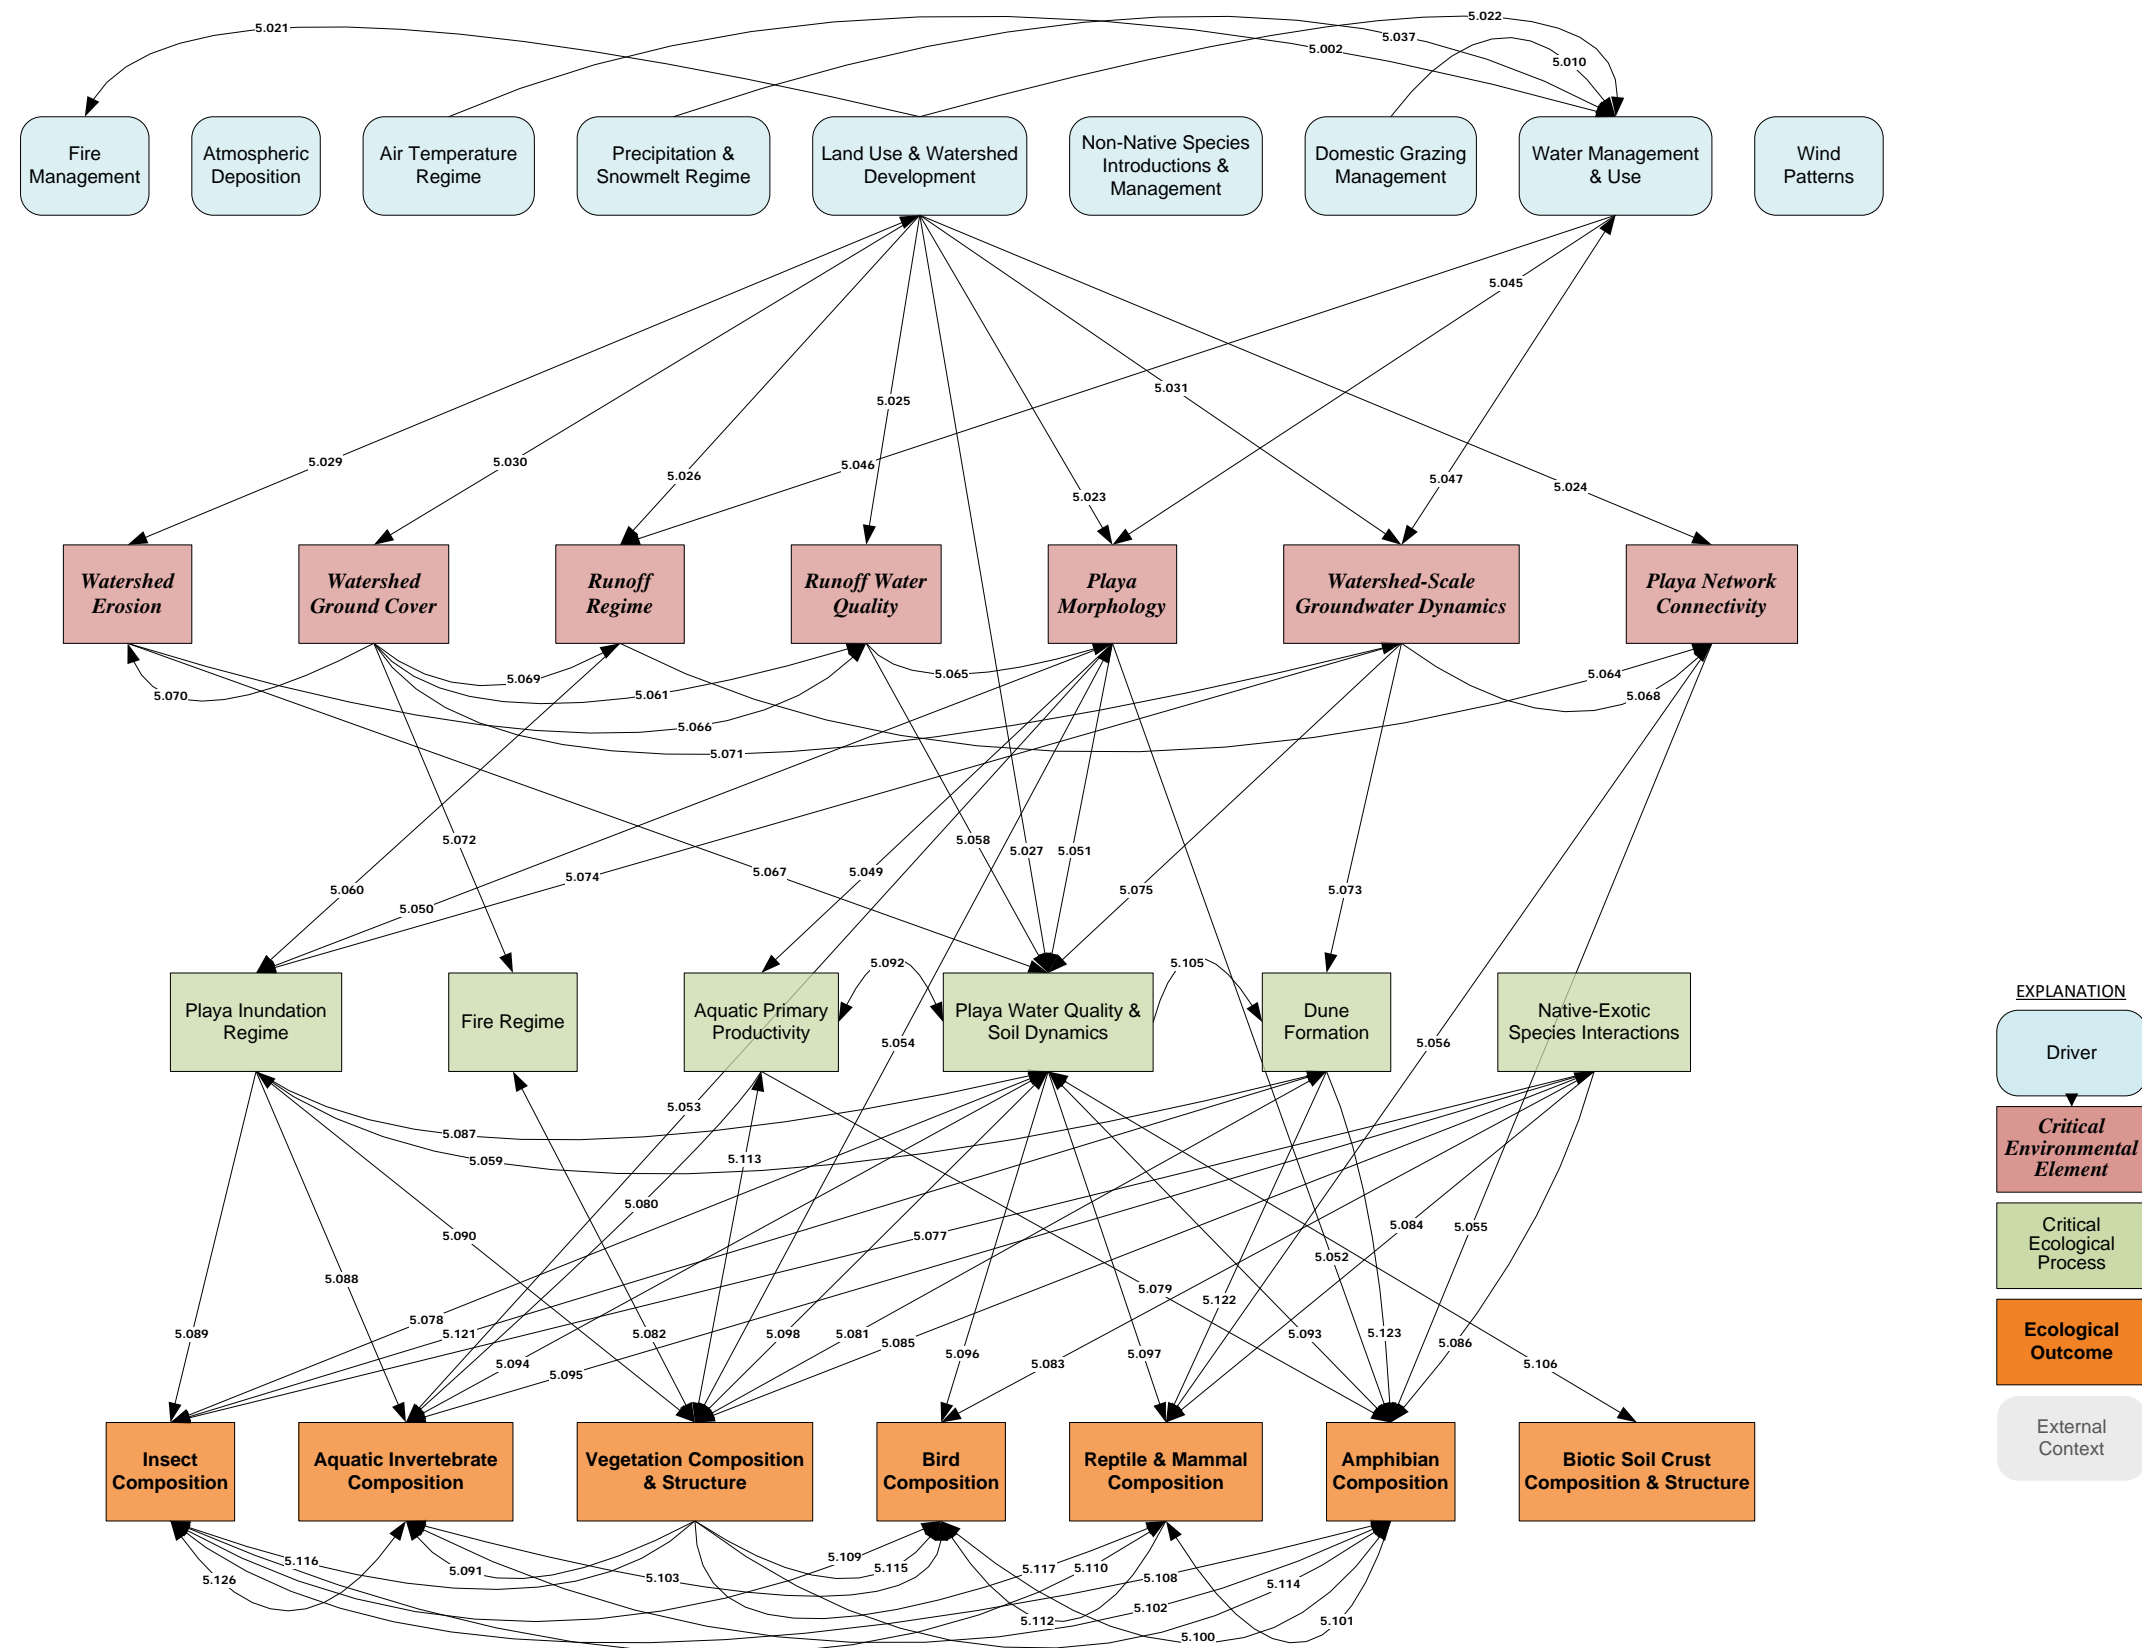 5.021
5.022
5.037
5.002
5.010
Fire
Management
Atmospheric
Deposition
Air Temperature
Regime
Precipitation &
Snowmelt Regime
Land Use & Watershed
Development
Non-Native Species
Introductions &
Management
Domestic Grazing
Management
Water Management
& Use
Wind
Patterns
5.045
5.031
5.025
5.029
5.030
5.046
5.026
5.047
5.024
5.023
Watershed
Erosion
Watershed
Ground Cover
Runoff
Regime
Runoff Water
Quality
Playa
Morphology
Watershed-Scale
Groundwater Dynamics
Playa Network
Connectivity
5.070
5.069
5.061
5.065
5.064
5.068
5.066
5.071
5.072
5.058
5.027
5.051
5.067
5.049
5.074
5.060
5.050
5.075
5.073
5.092
5.105
Playa Inundation
Regime
Fire Regime
Aquatic Primary
Productivity
Playa Water Quality &
Soil Dynamics
Dune
Formation
Native-Exotic
Species Interactions
5.054
5.056
5.053
5.087
5.059
5.113
5.080
5.090
5.077
5.084
5.055
5.052
5.088
5.079
5.122
5.078
5.121
5.089
5.082
5.098
5.081
5.085
5.093
5.123
5.086
5.094
5.095
5.096
5.083
5.097
5.106
Insect
Composition
Aquatic Invertebrate
Composition
Vegetation Composition
& Structure
Bird
Composition
Reptile & Mammal
Composition
Amphibian
Composition
Biotic Soil Crust
Composition & Structure
5.116
5.126
5.091
5.103
5.109
5.115
5.117
5.110
5.108
5.114
5.102
5.112
5.101
5.100
EXPLANATION
Driver
Critical
Environmental
Element
Critical
Ecological
Process
Ecological
Outcome
External
Context